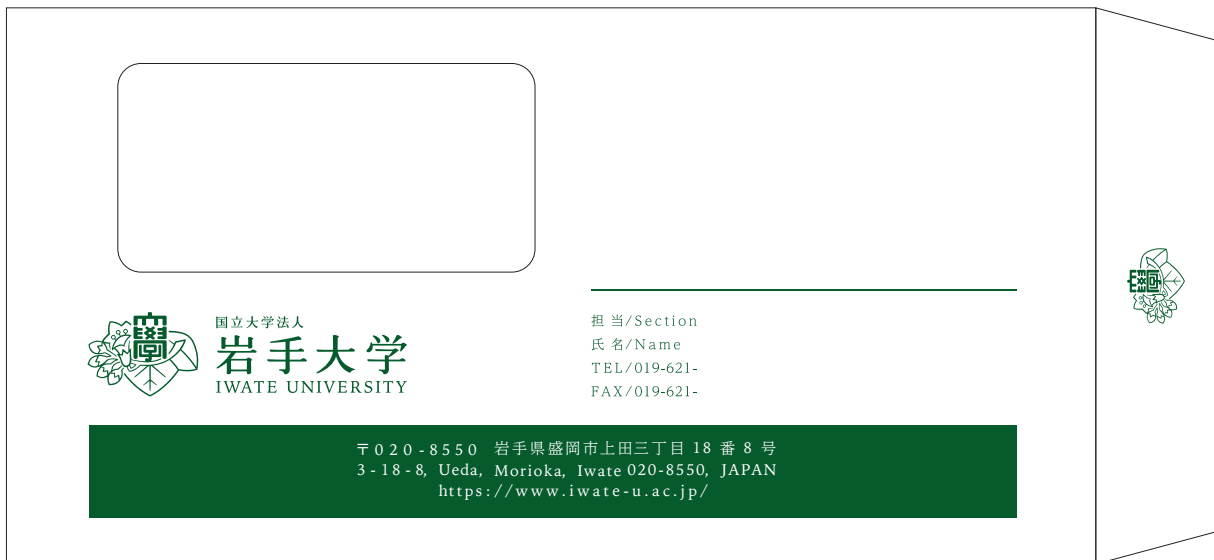 国立大学法人
岩手大学
IWATE UNIVERSITY
担当/Section
氏名/Name
TEL/019-621-
FAX/019-621-
〒020-8550 岩手県盛岡市上田三丁目 18 番 8 号
3-18-8, Ueda, Morioka, Iwate 020-8550, JAPAN
https://www.iwate-u.ac.jp/